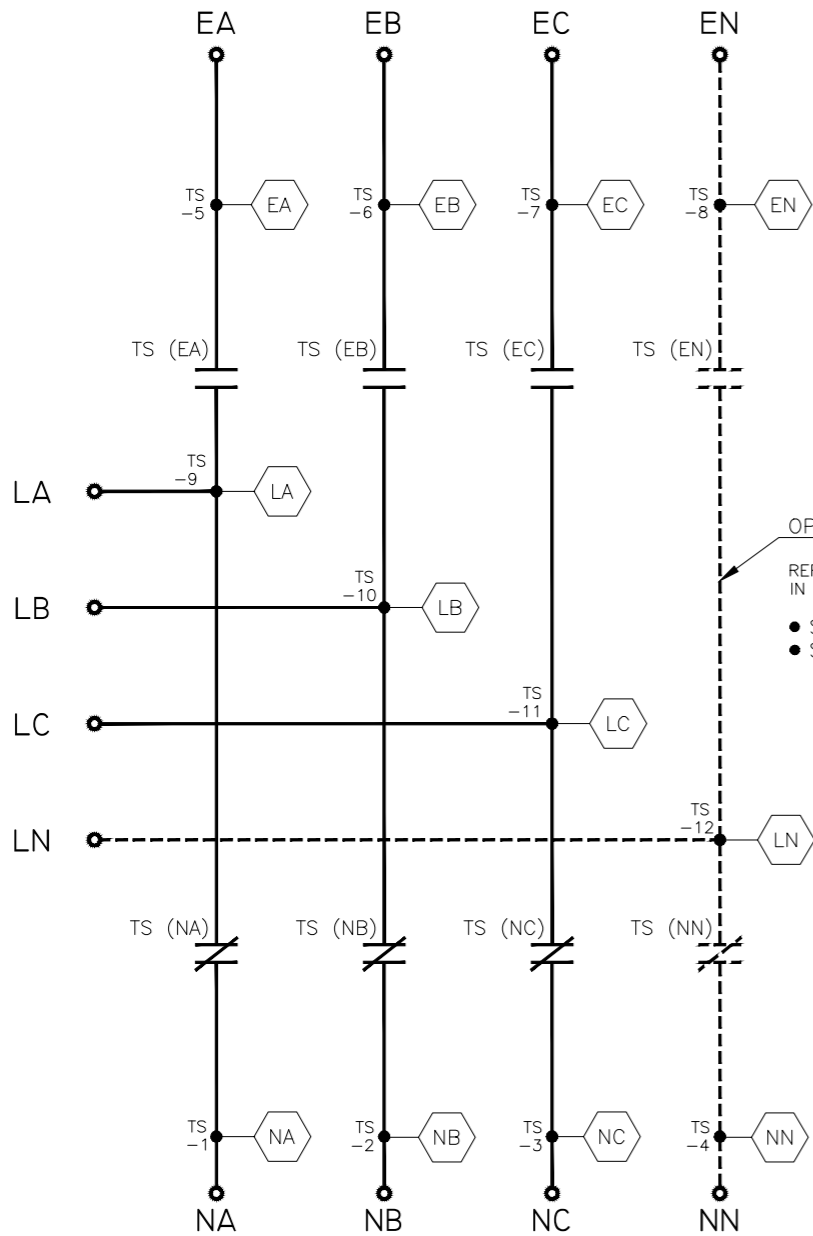 EA EB EC EN
TS
-5
EA
TS
-6
EB
TS
-7
EC
TS
-8
EN
TS (EA) TS (EB) TS (EC) TS (EN)
LA
TS
-9
LA
OP
REF
IN
LB
TS
-10
LB
S
S
LC
TS
-11
LC
LN
TS
-12
LN
TS (NA) TS (NB) TS (NC) TS (NN)
TS
-1
NA
TS
-2
NB
TS
-3
NC
TS
-4
NN
NA NB NC NN